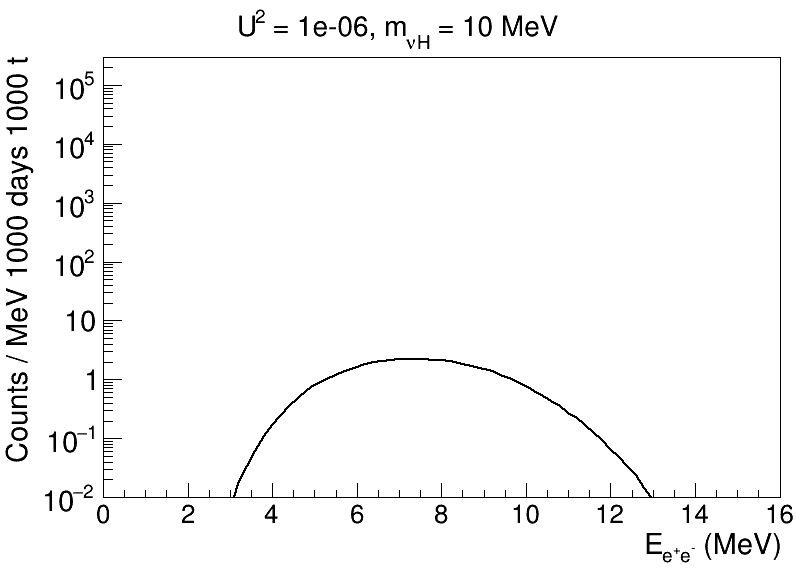 U² = 1e-06, m_νH = 10 MeV
Counts / MeV 1000 days 1000 t
10⁵
10⁴
10³
10²
10
1
10⁻¹
10⁻²
0 2 4 6 8 10 12 14 16
E_e⁺e⁻ (MeV)